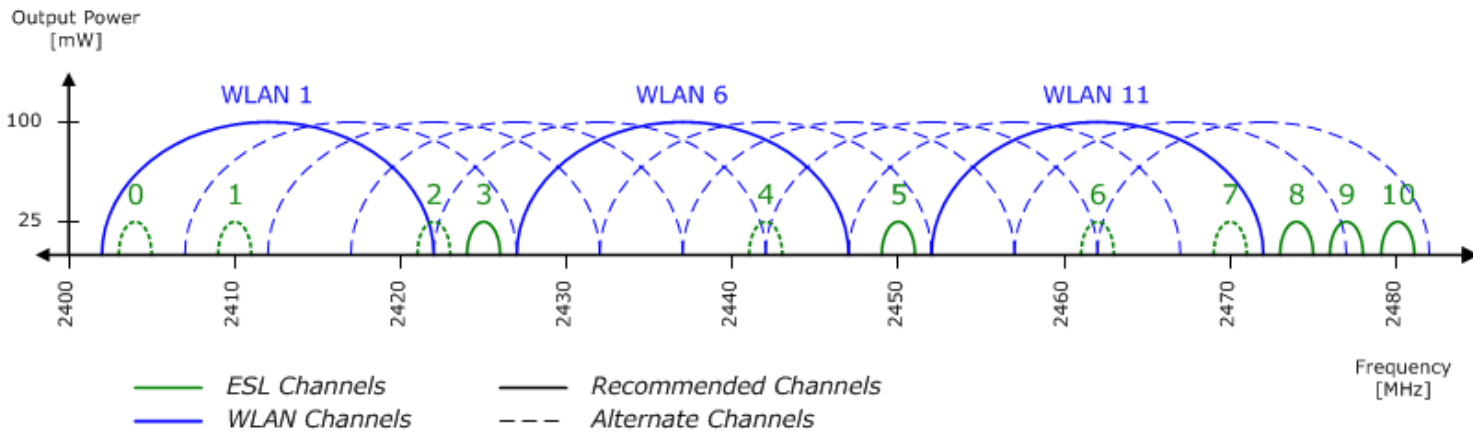 Output Power
[mW]
WLAN 1
WLAN 6
WLAN 11
100
0
1
2
3
4
5
6
7
8
9
10
25
2400
2410
2420
2430
2440
2450
2460
2470
2480
Frequency
[MHz]
ESL Channels
Recommended Channels
WLAN Channels
Alternate Channels